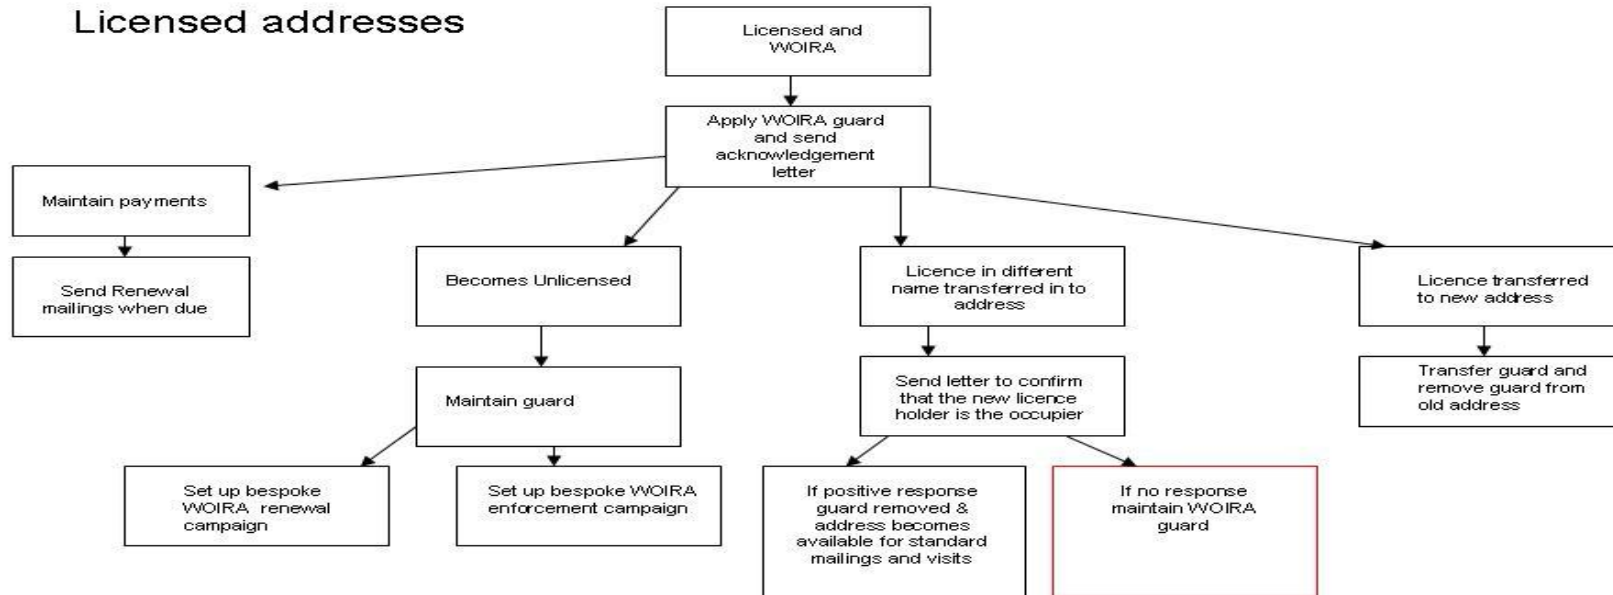 Licensed addresses
Licensed and
WOIRA
Apply WOIRA guard
and send
acknowledgement
letter
Maintain payments
Send Renewal
mailings when due
Becomes Unlicensed
Licence in different
name transferred in to
address
Licence transferred
to new address
Maintain guard
Send letter to confirm
that the new licence
holder is the occupier
Transfer guard and
remove guard from
old address
Set up bespoke
WOIRA renewal
campaign
Set up bespoke WOIRA
enforcement campaign
If positive response
guard removed &
address becomes
available for standard
mailings and visits
If no response
maintain WOIRA
guard